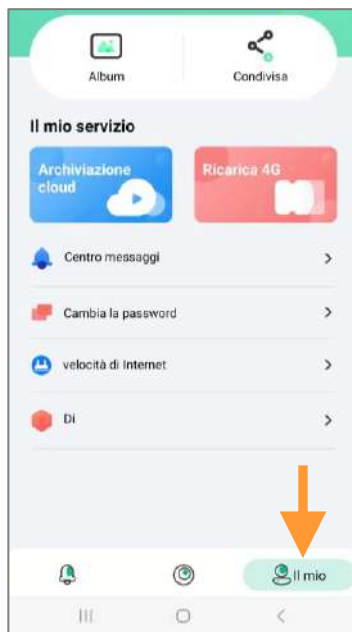 Album
Condivisa
Il mio servizio
Archiviazione
cloud
Ricarica 4G
Centro messaggi
Cambia la password
velocità di Internet
Di
Il mio